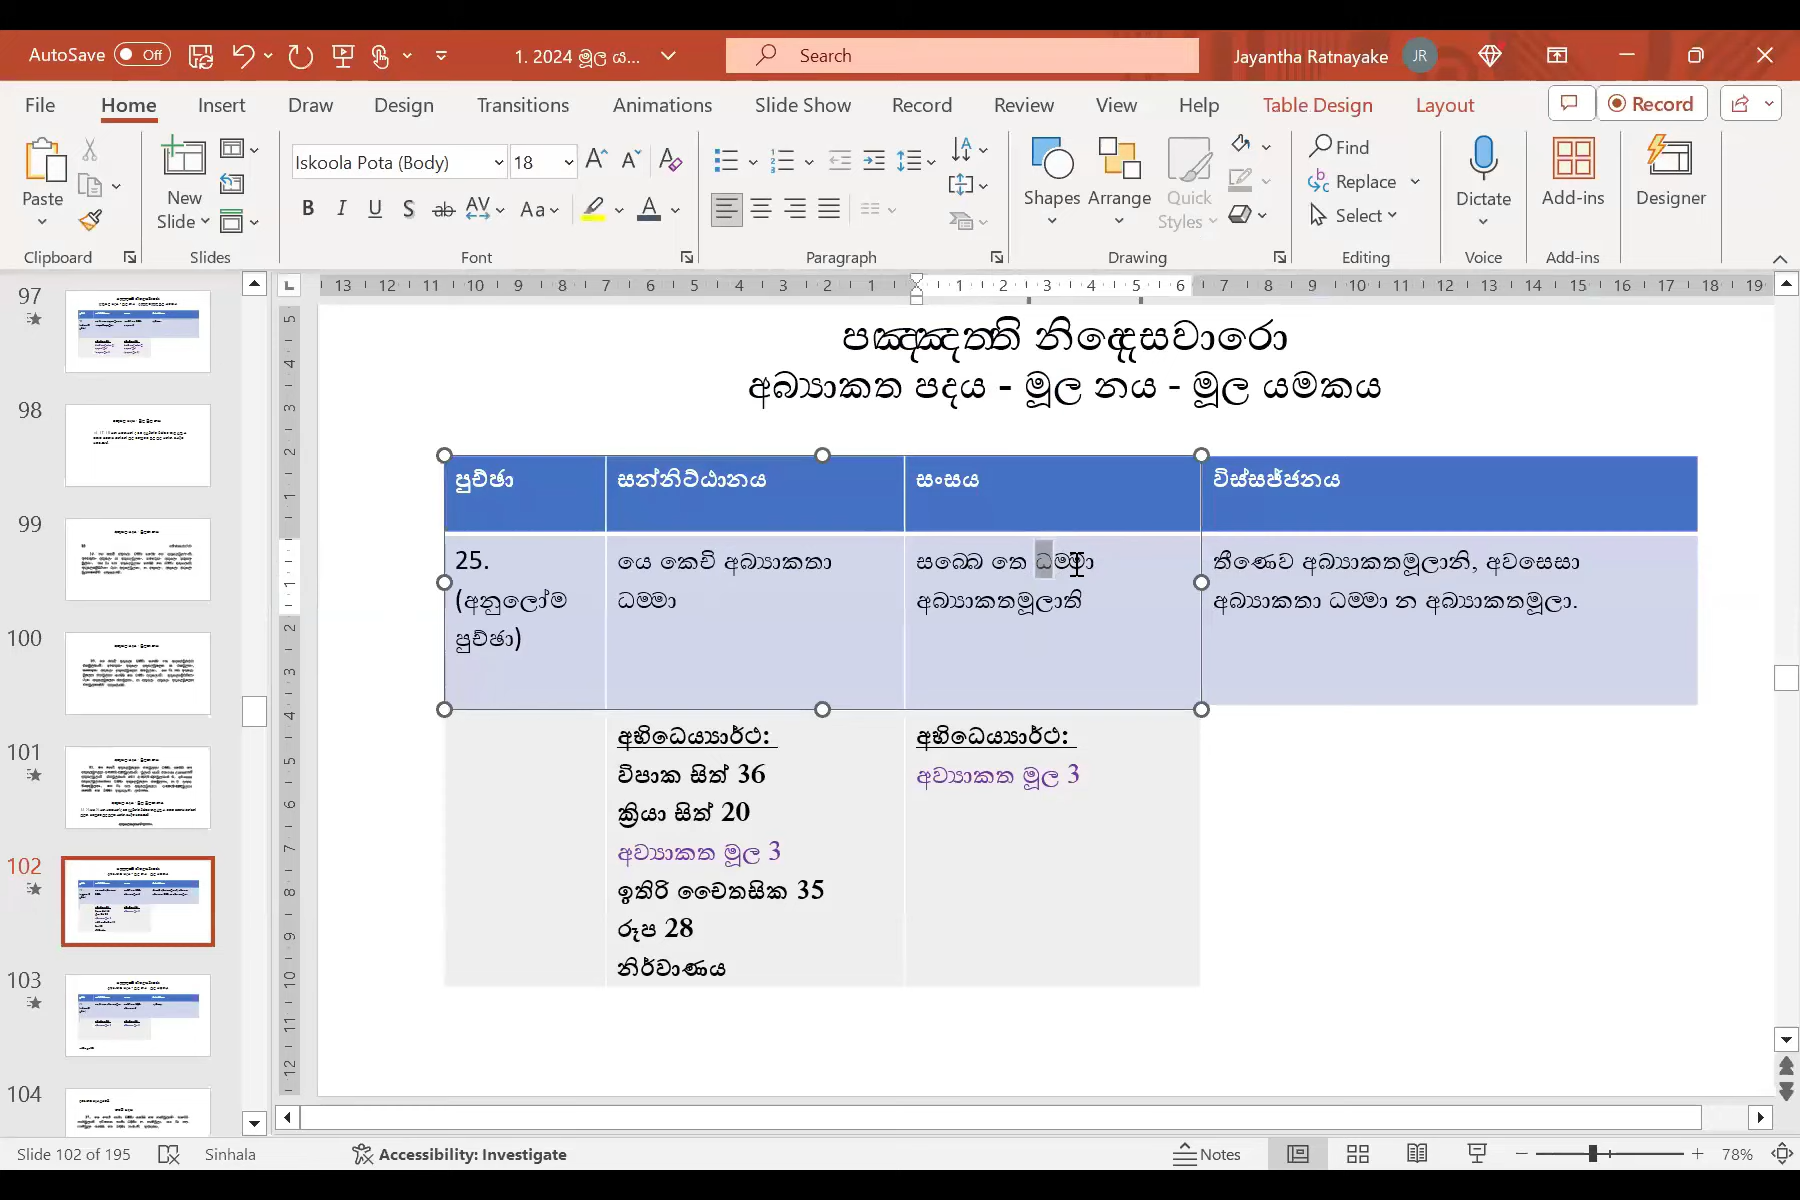 AutoSave Off
1. 2024 මූල ය...
Search
Jayantha Ratnayake JR
File Home Insert Draw Design Transitions Animations Slide Show Record Review View Help Table Design Layout Record
Paste
New Slide
Iskoola Pota (Body) 18
Shapes Arrange Quick Styles
Find
Replace
Select
Dictate
Add-ins
Designer
Clipboard Slides Font Paragraph Drawing Editing Voice Add-ins
97
98
99
100
101
102
103
104
පඤ්ඤත්ති නිද්දෙසවාරො
අබ්‍යාකත පදය - මූල නය - මූල යමකය
පුච්ඡා සන්නිට්ඨානය සංසය විස්සජ්ජනය
25. (අනුලෝම පුච්ඡා)
යෙ කෙචි අබ්‍යාකතා ධම්මා
සබ්බෙ තෙ ධම්මා අබ්‍යාකතමූලාති
තීණෙව අබ්‍යාකතමූලානි, අවසෙසා
අබ්‍යාකතා ධම්මා න අබ්‍යාකතමූලා.
අභිධෙය්‍යාර්ථ:
විපාක සිත් 36
ක්‍රියා සිත් 20
අව්‍යාකත මූල 3
ඉතිරි චෛතසික 35
රූප 28
නිර්වාණය
අභිධෙය්‍යාර්ථ:
අව්‍යාකත මූල 3
Slide 102 of 195 Sinhala Accessibility: Investigate Notes 78%